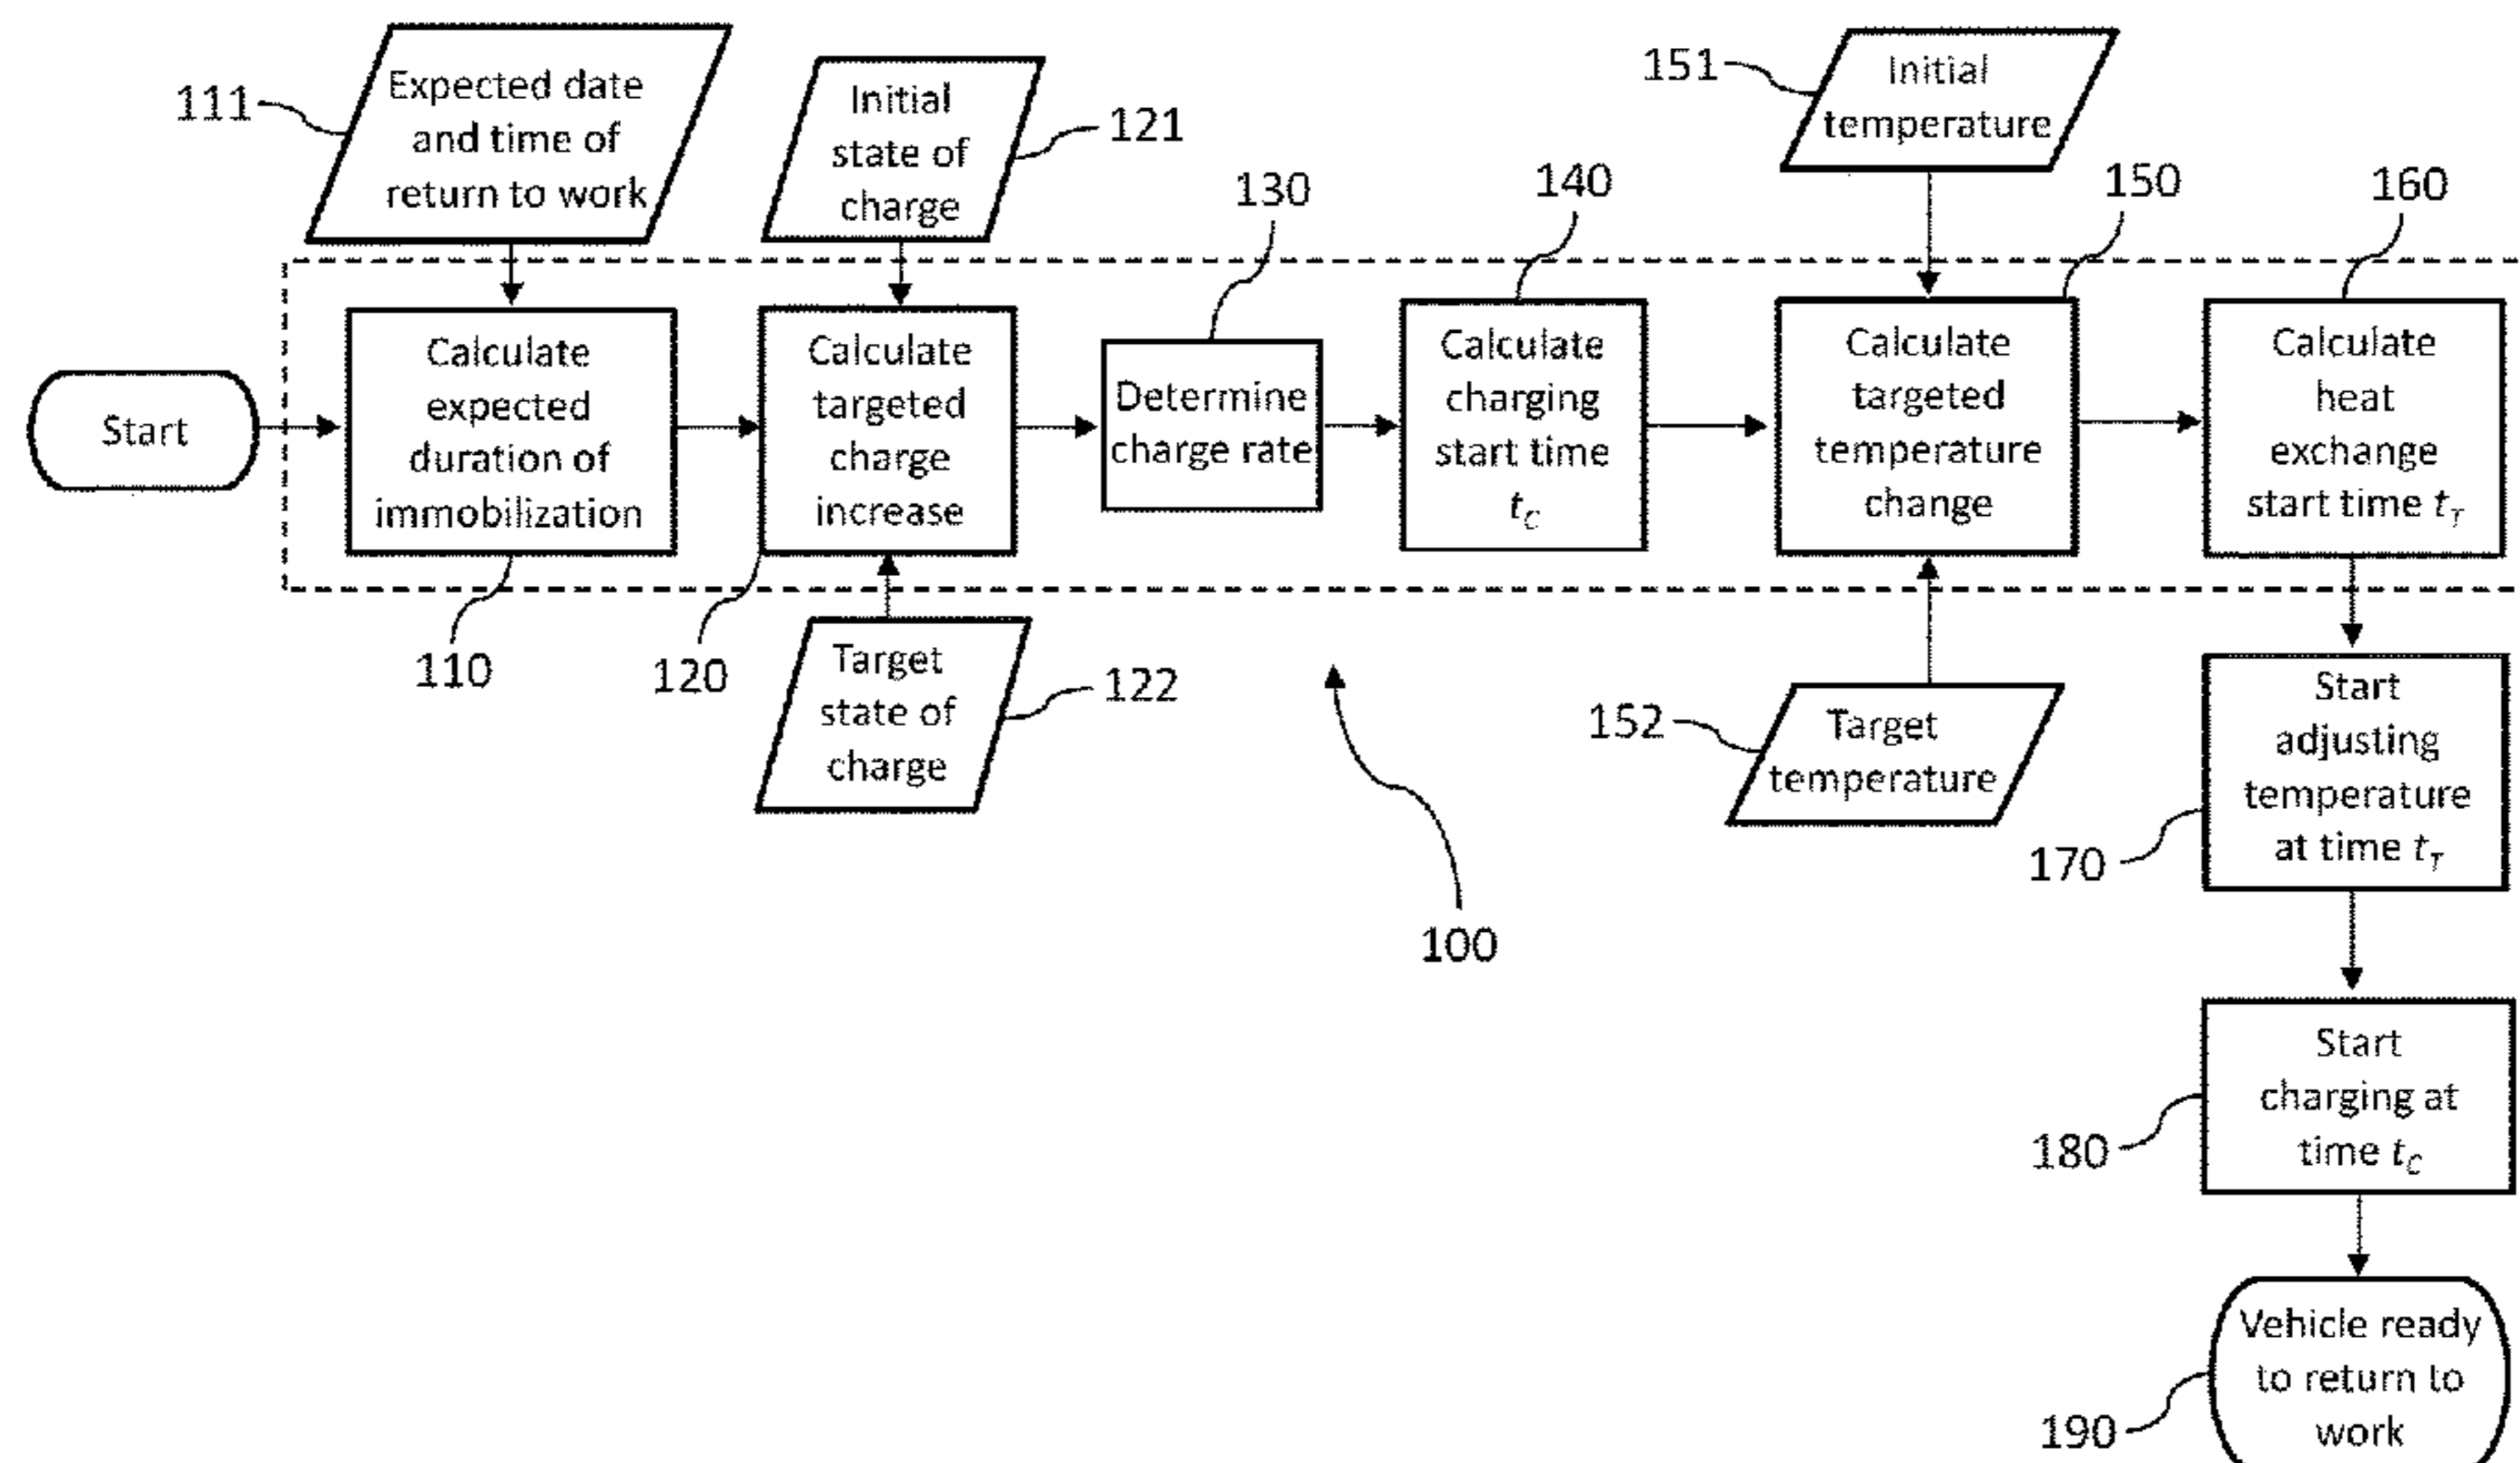 111
Expected date
and time of
return to work
Initial
state of
charge
121
151
Initial
temperature
130
140
150
160
Start
Calculate
expected
duration of
immobilization
Calculate
targeted
charge
increase
Determine
charge rate
Calculate
charging
start time
t_C
Calculate
targeted
temperature
change
Calculate
heat
exchange
start time t_T
110
120
Target
state of
charge
122
100
152
Target
temperature
Start
adjusting
temperature
at time t_T
170
Start
charging at
time t_C
180
Vehicle ready
to return to
work
190